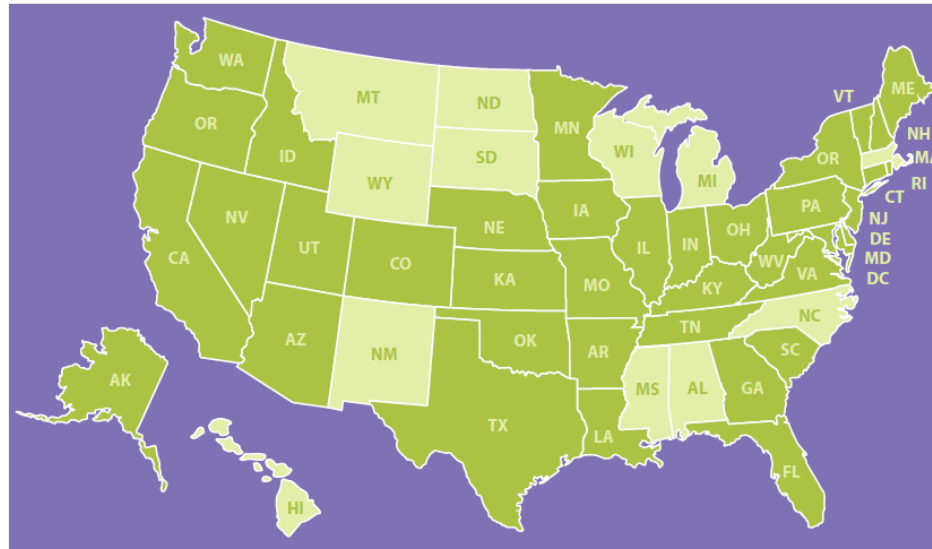 WA
OR
CA
NV
ID
MT
WY
UT
AZ
CO
NM
ND
SD
NE
KA
OK
TX
MN
IA
MO
AR
LA
WI
IL
MI
IN
OH
KY
TN
MS
AL
GA
FL
SC
NC
VA
WV
PA
OR
VT
ME
NH
MA
RI
CT
NJ
DE
MD
DC
AK
HI